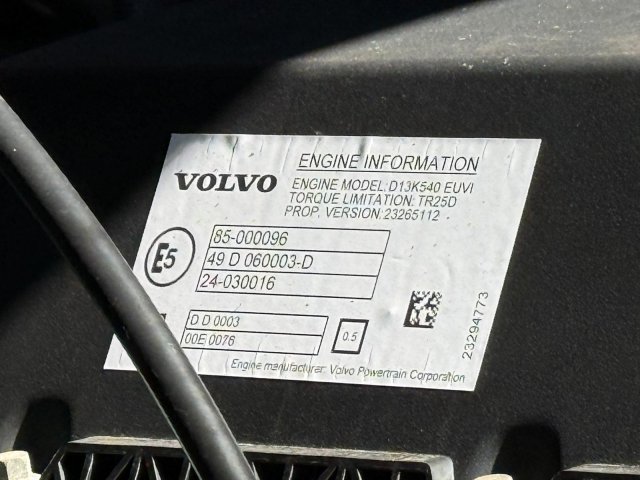 ENGINE INFORMATION
VOLVO
ENGINE MODEL: D13K540 EUVI
TORQUE LIMITATION: TR25D
PROP. VERSION: 23265112
E5
85-000096
49 D 060003-D
24-030016
D D 0003
00E 0076
0.5
23294773
Engine manufacturer: Volvo Powertrain Corporation